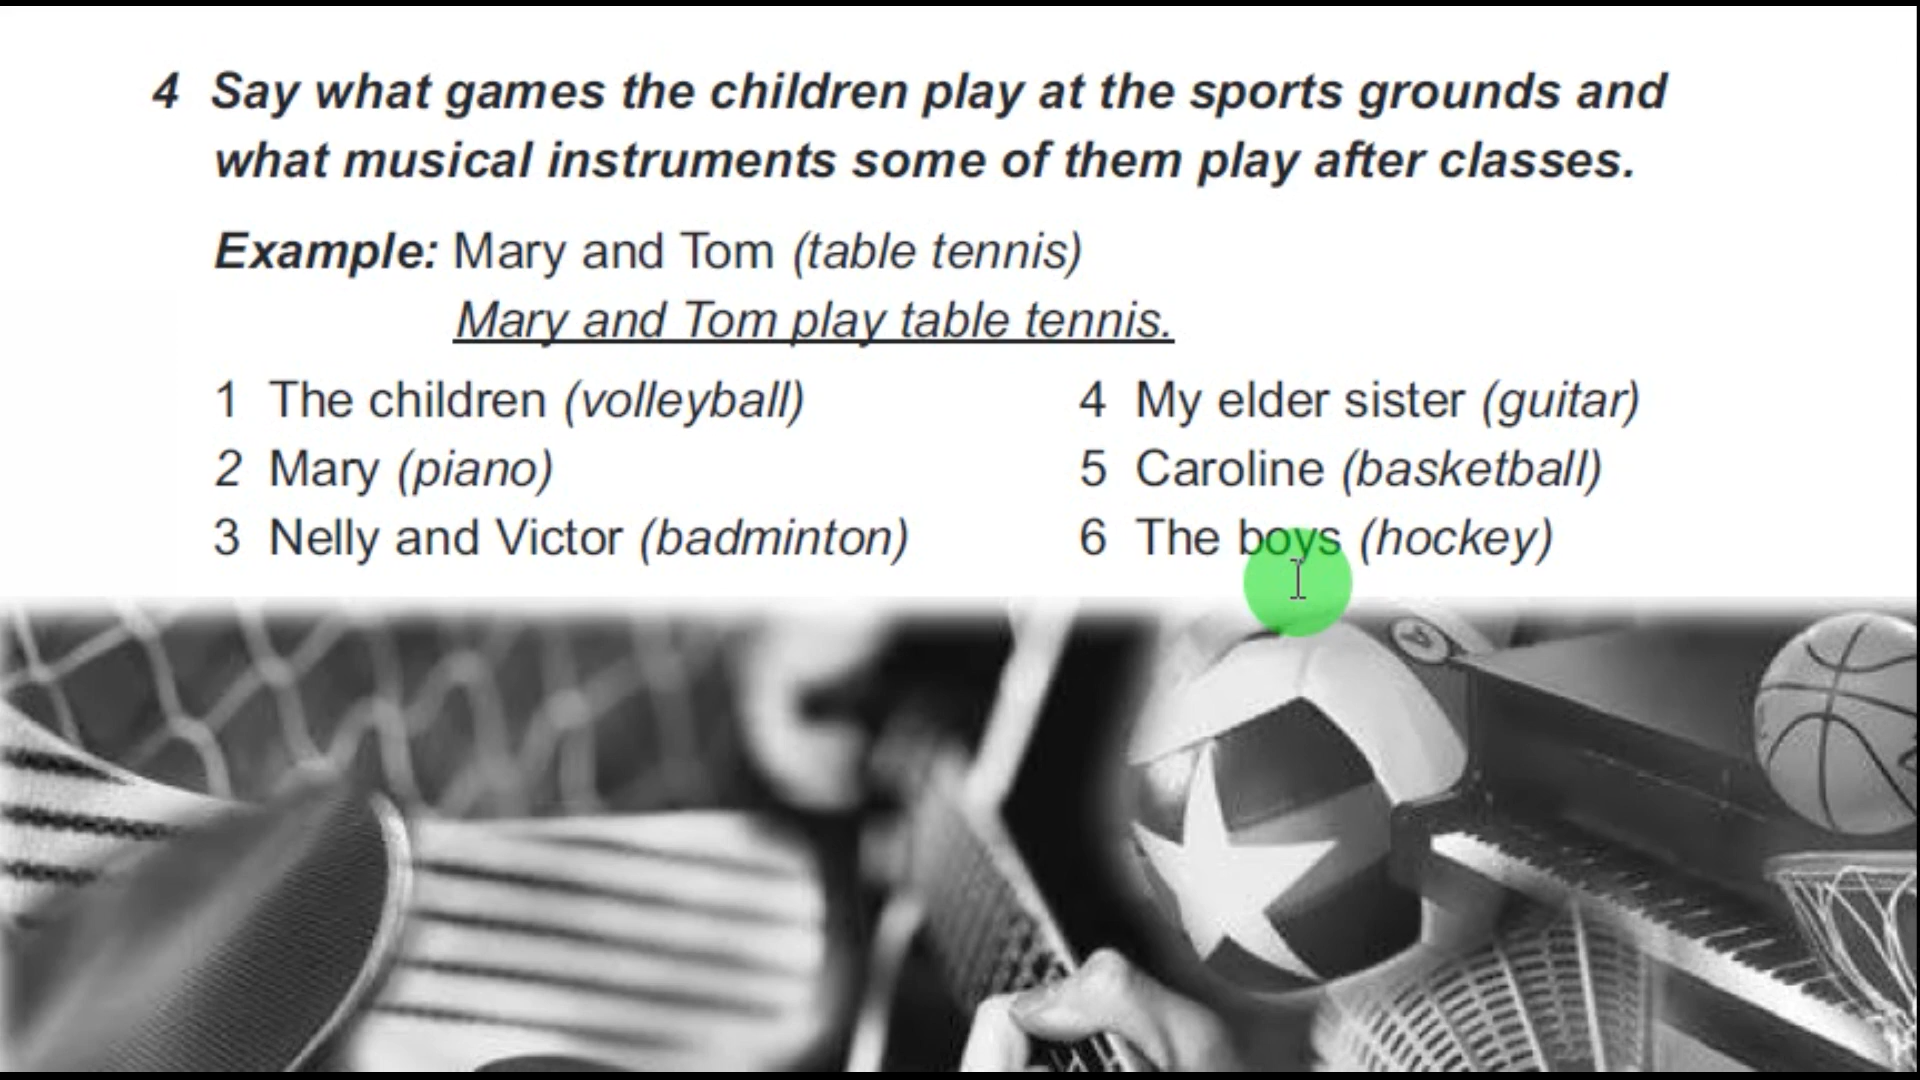 4 Say what games the children play at the sports grounds and
what musical instruments some of them play after classes.
Example: Mary and Tom (table tennis)
Mary and Tom play table tennis.
1 The children (volleyball)
2 Mary (piano)
3 Nelly and Victor (badminton)
4 My elder sister (guitar)
5 Caroline (basketball)
6 The boys (hockey)